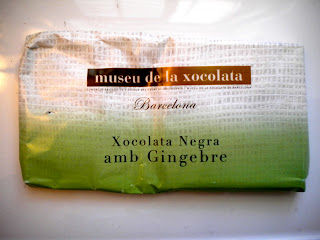 museu de la xocolata
Barcelona
Xocolata Negra
amb Gingebre